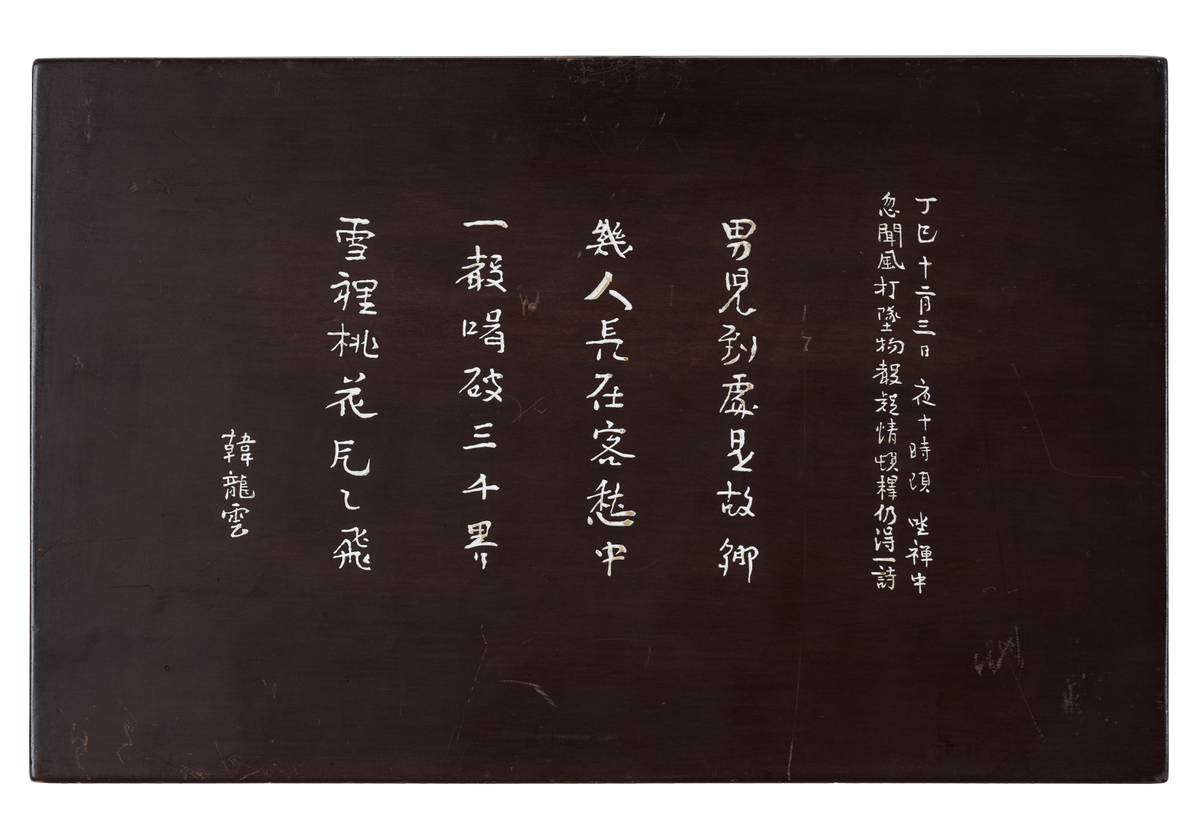 丁巳十二月三日 夜十時頃 坐禪中
忽聞風打墜物聲疑情頓釋仍得一詩
男兒到處是故鄉
幾人長在客愁中
一聲喝破三千界
雪裡桃花片々飛
韓龍雲